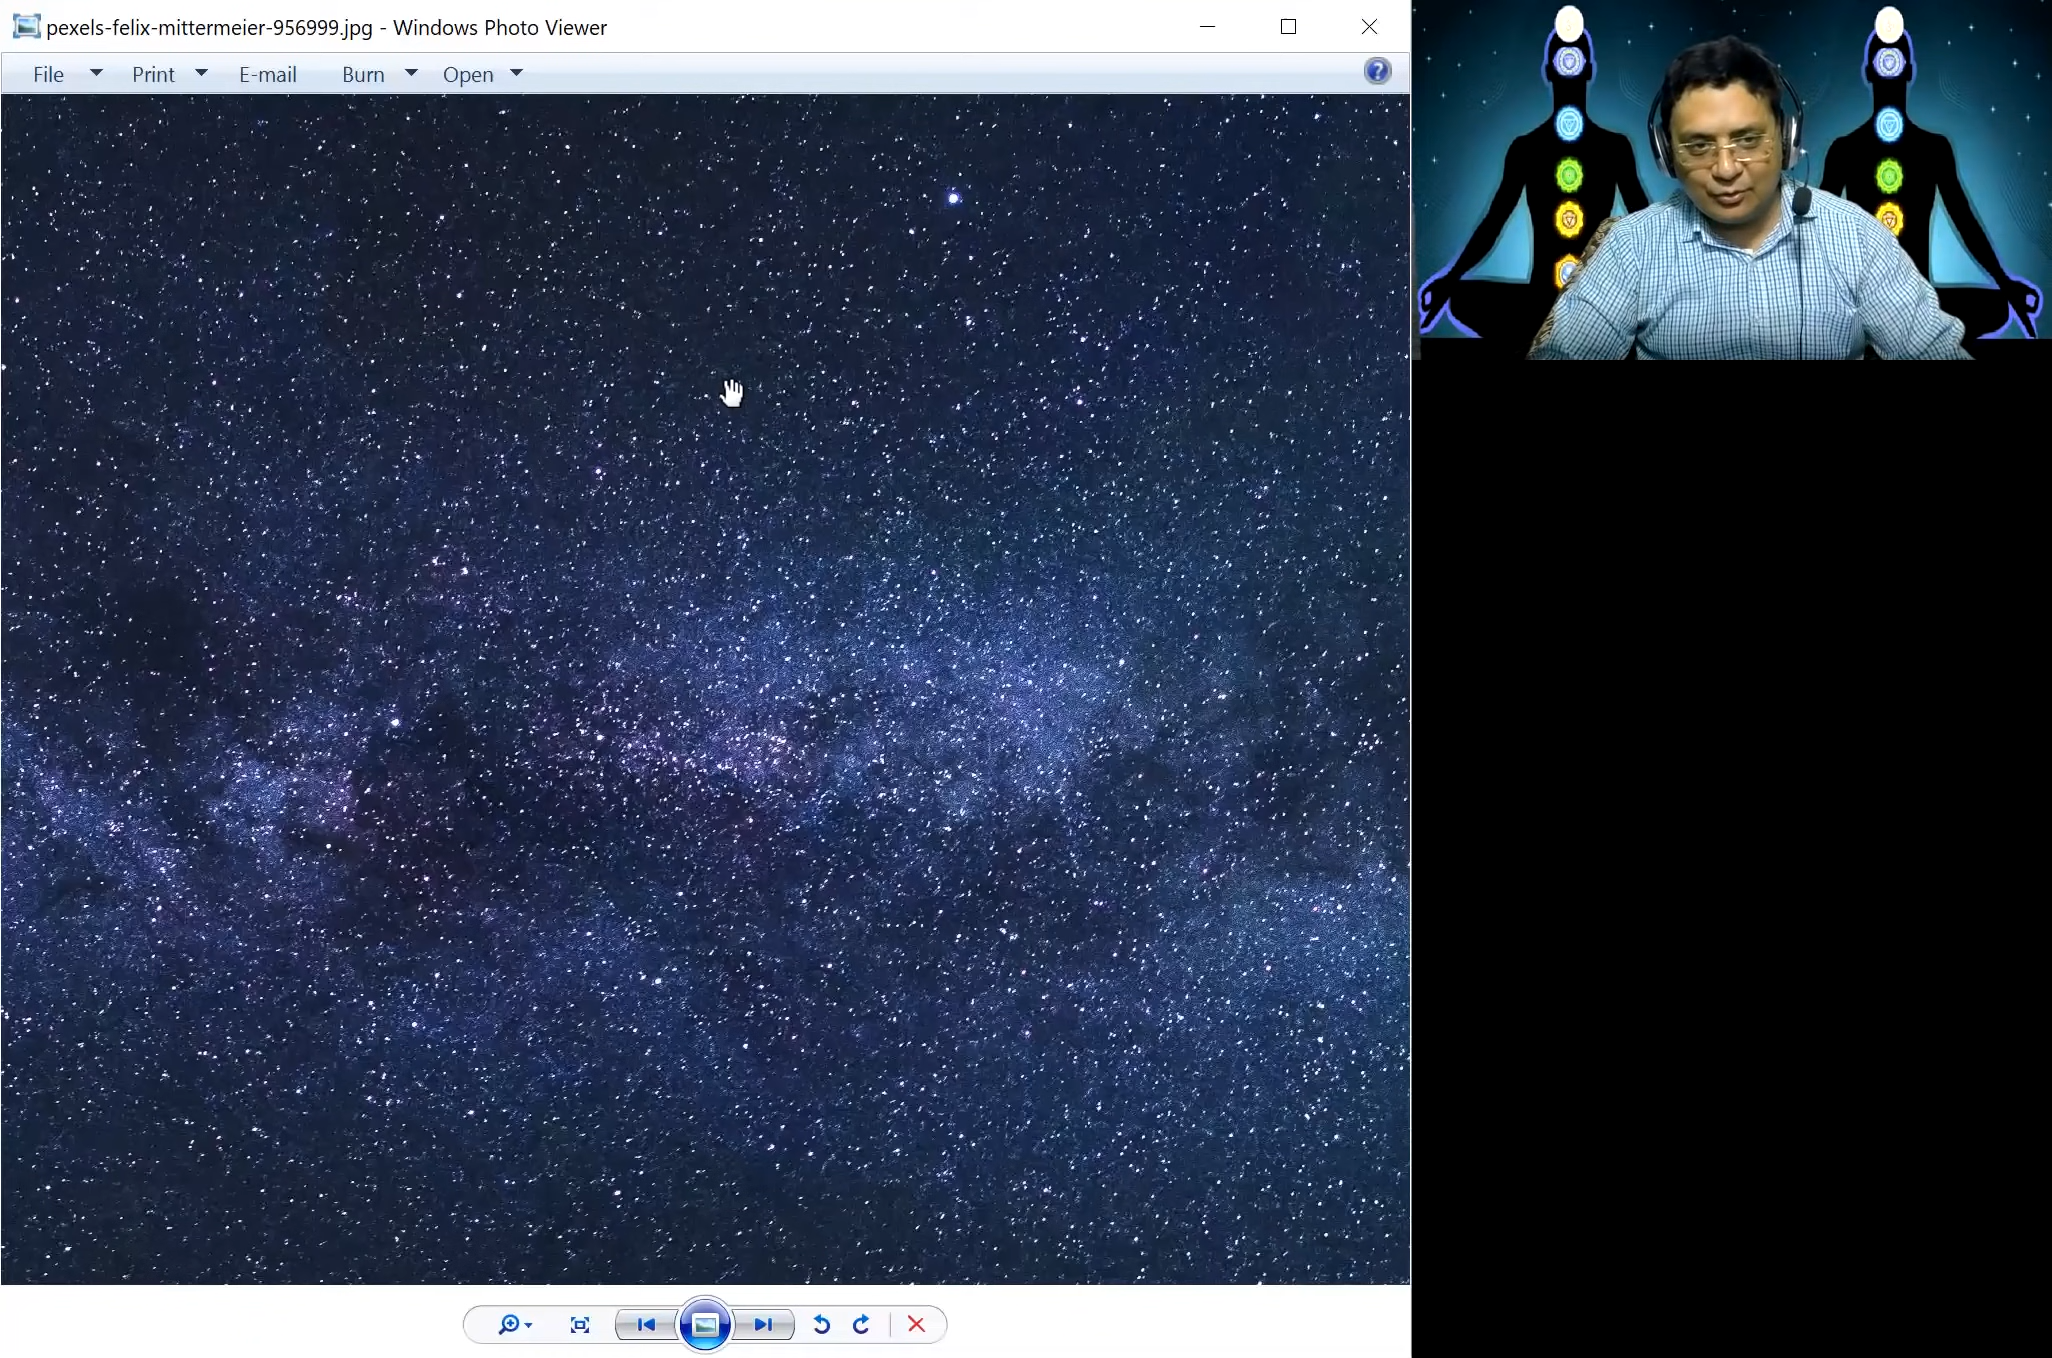 pexels-felix-mittermeier-956999.jpg - Windows Photo Viewer
File Print E-mail Burn Open